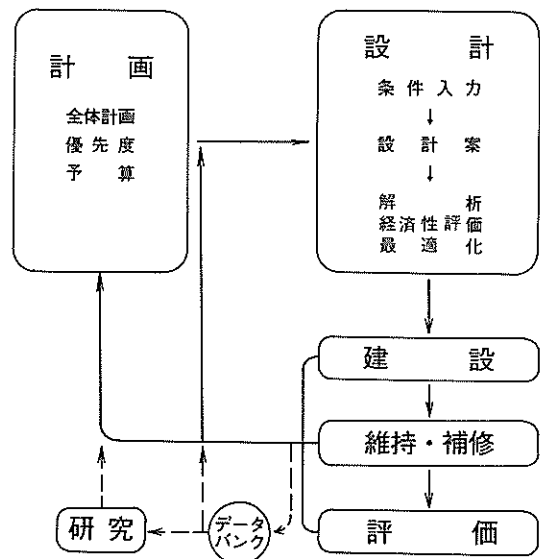 計画
全体計画
優先度
予算
設計
条件入力
設計案
解析
経済性評価
最適化
建設
維持・補修
評価
研究
データ
バンク